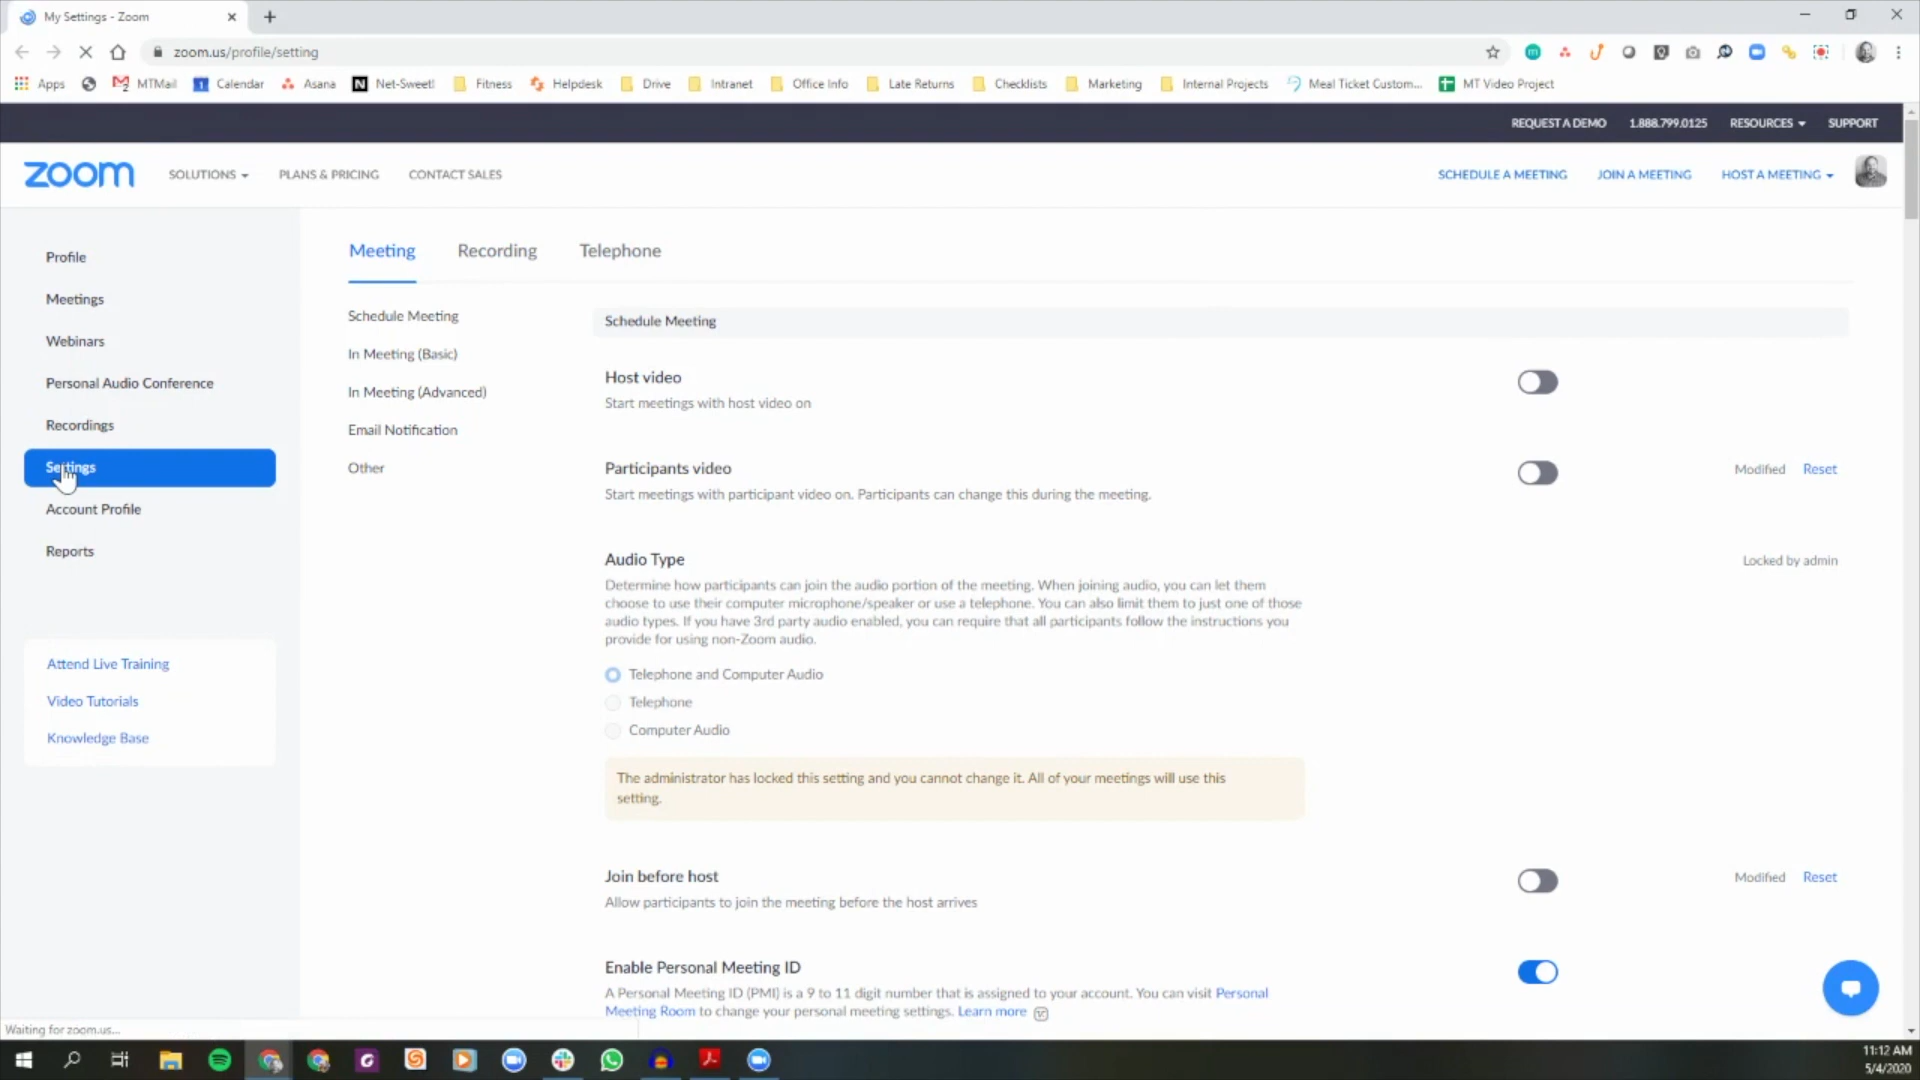 My Settings - Zoom
zoom.us/profile/setting
Apps
MTMail
Calendar
Asana
Net-Sweet!
Fitness
Helpdesk
Drive
Intranet
Office Info
Late Returns
Checklists
Marketing
Internal Projects
Meal Ticket Custom...
MT Video Project
REQUEST A DEMO
1.888.799.0125
RESOURCES
SUPPORT
zoom
SOLUTIONS
PLANS & PRICING
CONTACT SALES
SCHEDULE A MEETING
JOIN A MEETING
HOST A MEETING
Profile
Meetings
Webinars
Personal Audio Conference
Recordings
Settings
Account Profile
Reports
Attend Live Training
Video Tutorials
Knowledge Base
Meeting
Recording
Telephone
Schedule Meeting
In Meeting (Basic)
In Meeting (Advanced)
Email Notification
Other
Schedule Meeting
Host video
Start meetings with host video on
Participants video
Modified Reset
Start meetings with participant video on. Participants can change this during the meeting.
Audio Type
Locked by admin
Determine how participants can join the audio portion of the meeting. When joining audio, you can let them
choose to use their computer microphone/speaker or use a telephone. You can also limit them to just one of those
audio types. If you have 3rd party audio enabled, you can require that all participants follow the instructions you
provide for using non-Zoom audio.
Telephone and Computer Audio
Telephone
Computer Audio
The administrator has locked this setting and you cannot change it. All of your meetings will use this
setting.
Join before host
Modified Reset
Allow participants to join the meeting before the host arrives
Enable Personal Meeting ID
A Personal Meeting ID (PMI) is a 9 to 11 digit number that is assigned to your account. You can visit Personal
Meeting Room to change your personal meeting settings. Learn more
Waiting for zoom.us...
11:12 AM
5/4/2020